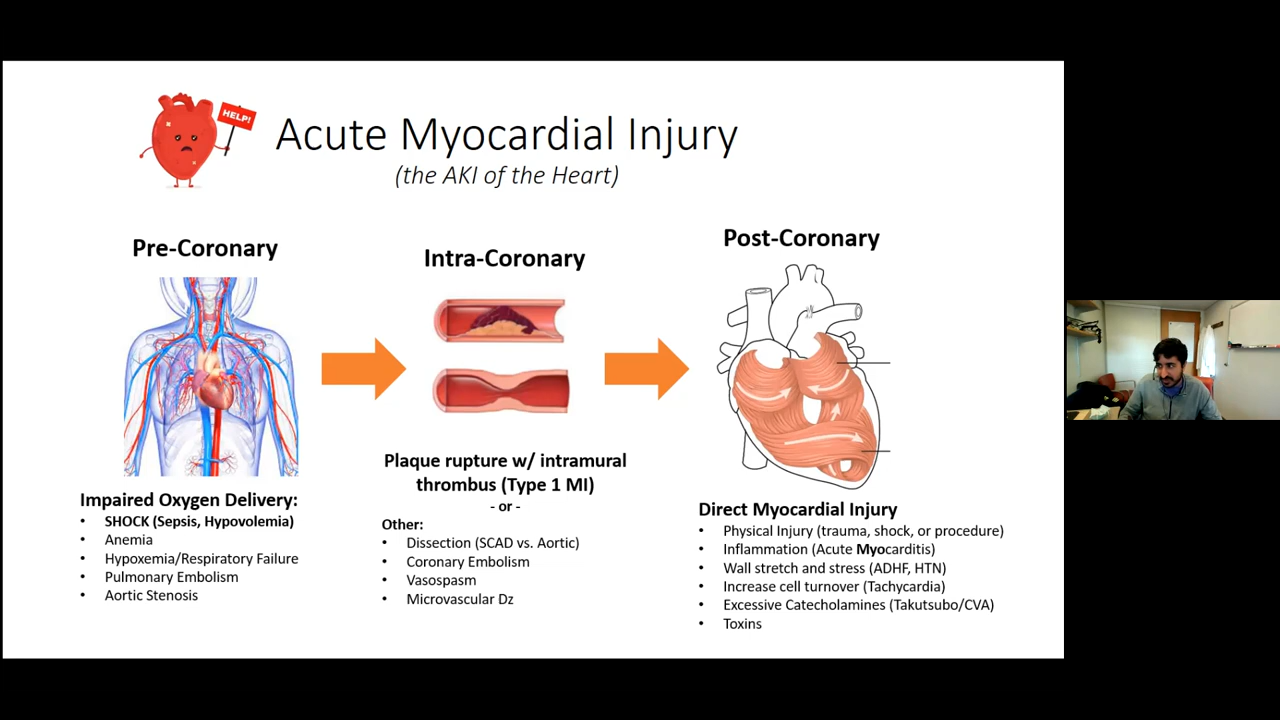 HELP!
Acute Myocardial Injury
(the AKI of the Heart)
Pre-Coronary
Impaired Oxygen Delivery:
• SHOCK (Sepsis, Hypovolemia)
• Anemia
• Hypoxemia/Respiratory Failure
• Pulmonary Embolism
• Aortic Stenosis
Intra-Coronary
Plaque rupture w/ intramural
thrombus (Type 1 MI)
- or -
Other:
• Dissection (SCAD vs. Aortic)
• Coronary Embolism
• Vasospasm
• Microvascular Dz
Post-Coronary
Direct Myocardial Injury
• Physical Injury (trauma, shock, or procedure)
• Inflammation (Acute Myocarditis)
• Wall stretch and stress (ADHF, HTN)
• Increase cell turnover (Tachycardia)
• Excessive Catecholamines (Takutsubo/CVA)
• Toxins